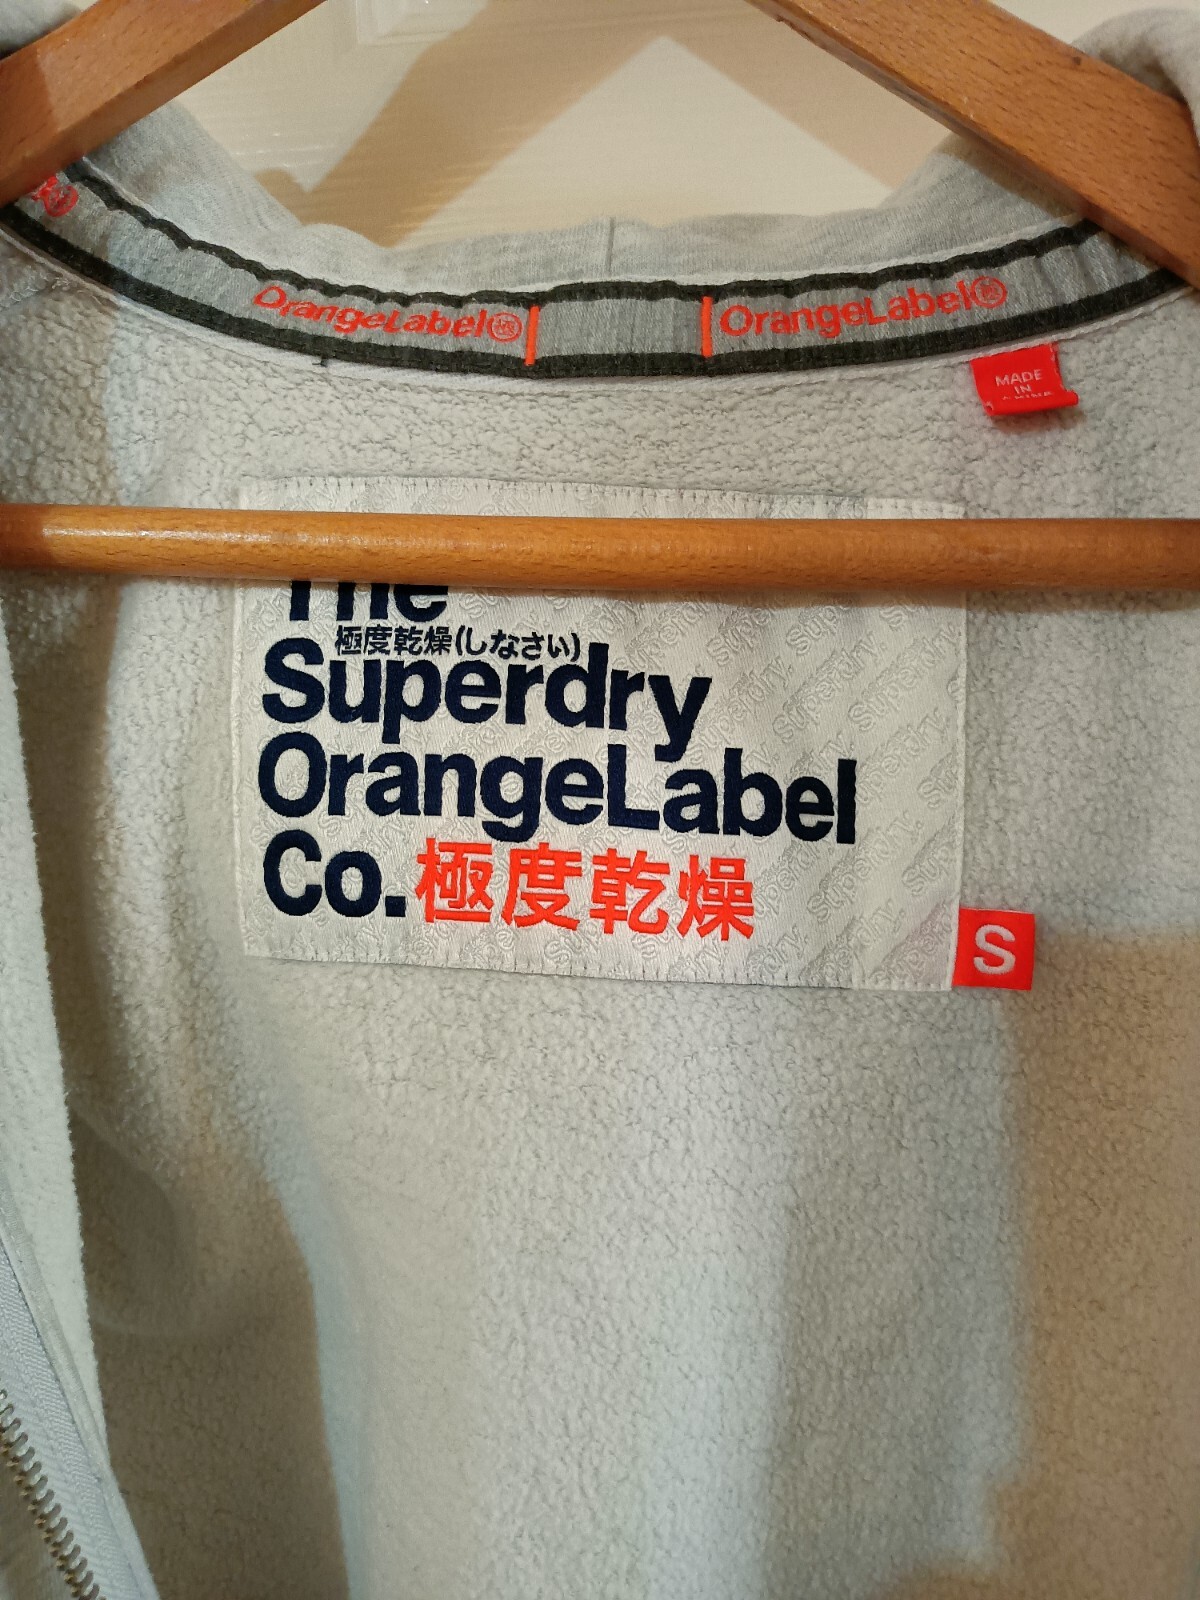 OrangeLabel®
OrangeLabel®
MADE
IN
The
極度乾燥(しなさい)
Superdry
OrangeLabel
Co.極度乾燥
S